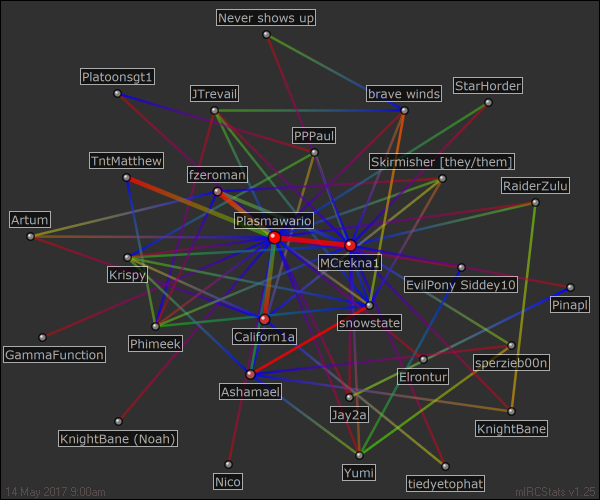 Never shows up
Platoonsgt1
StarHorder
JTrevail
brave winds
PPPaul
TntMatthew
Skirmisher [they/them]
fzeroman
RaiderZulu
Artum
Plasmawario
MCrekna1
Krispy
EvilPony Siddey10
Pinapl
snowstate
Californ1a
Phimeek
GammaFunction
sperzieb00n
Elrontur
Ashamael
Jay2a
KnightBane
KnightBane (Noah)
Yumi
Nico
tiedyetophat
14 May 2017 9:00am
mIRCStats v1.25